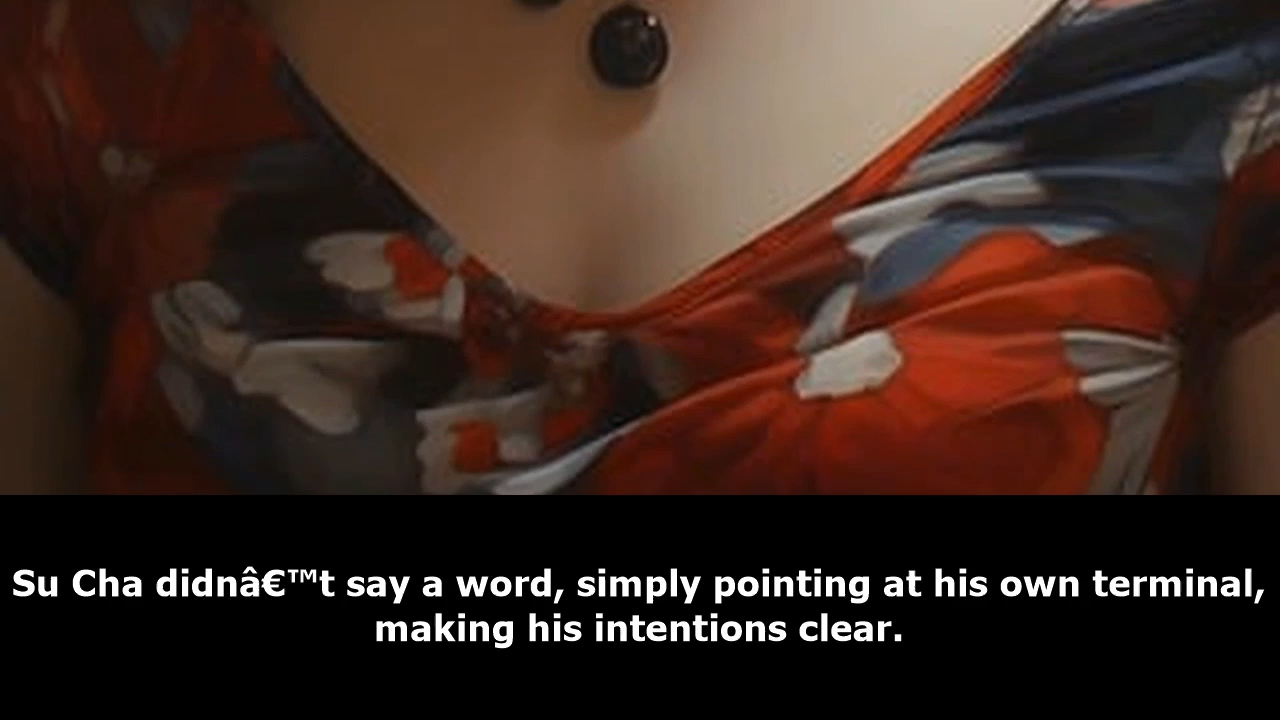 Su Cha didnâ€™t say a word, simply pointing at his own terminal,
making his intentions clear.